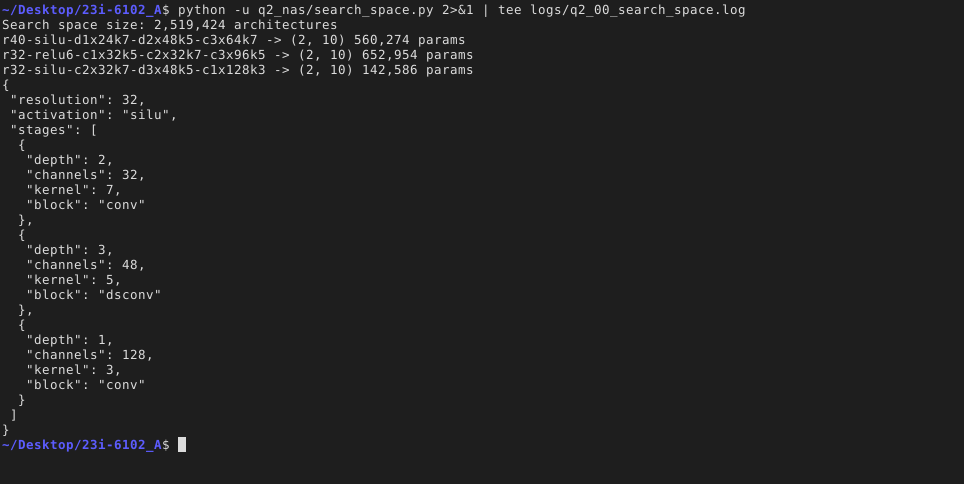 ~/Desktop/23i-6102_A$ python -u q2_nas/search_space.py 2>&1 | tee logs/q2_00_search_space.log
Search space size: 2,519,424 architectures
r40-silu-d1x24k7-d2x48k5-c3x64k7 -> (2, 10) 560,274 params
r32-relu6-c1x32k5-c2x32k7-c3x96k5 -> (2, 10) 652,954 params
r32-silu-c2x32k7-d3x48k5-c1x128k3 -> (2, 10) 142,586 params
{
 "resolution": 32,
 "activation": "silu",
 "stages": [
  {
   "depth": 2,
   "channels": 32,
   "kernel": 7,
   "block": "conv"
  },
  {
   "depth": 3,
   "channels": 48,
   "kernel": 5,
   "block": "dsconv"
  },
  {
   "depth": 1,
   "channels": 128,
   "kernel": 3,
   "block": "conv"
  }
 ]
}
~/Desktop/23i-6102_A$